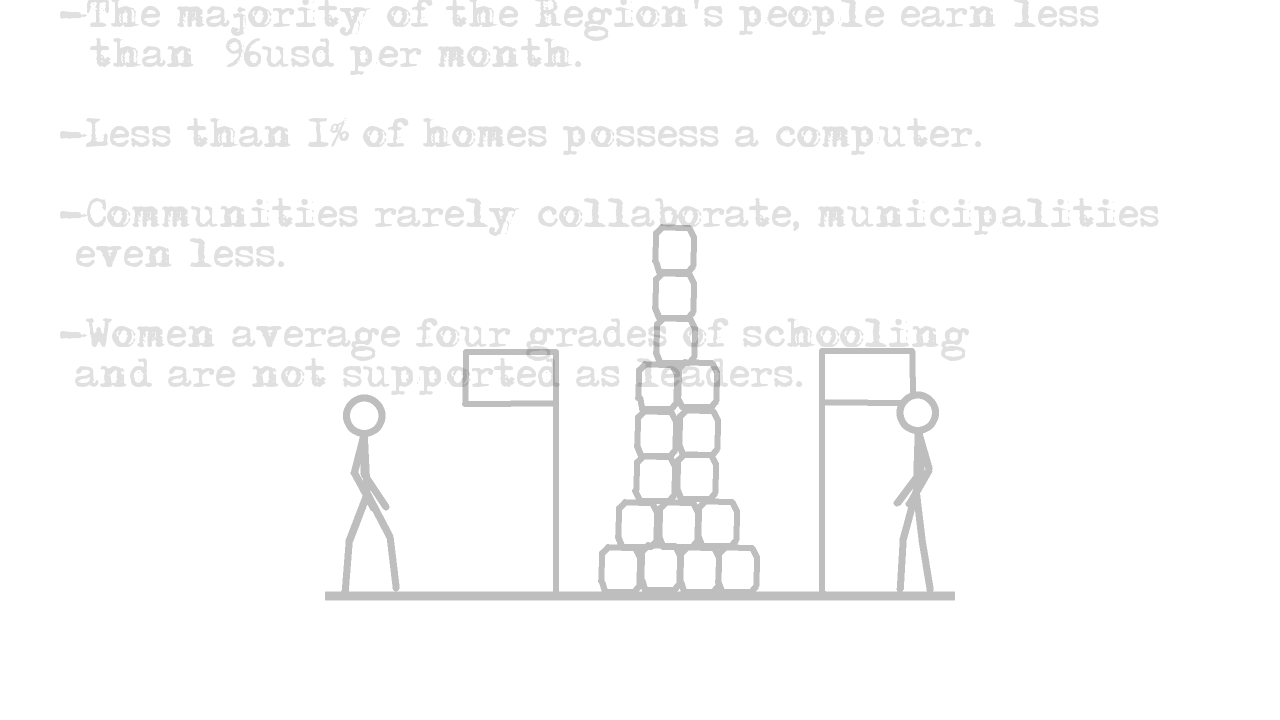 -The majority of the Region's people earn less
than 96usd per month.
-Less than 1% of homes possess a computer.
-Communities rarely collaborate, municipalities
even less.
-Women average four grades of schooling
and are not supported as leaders.